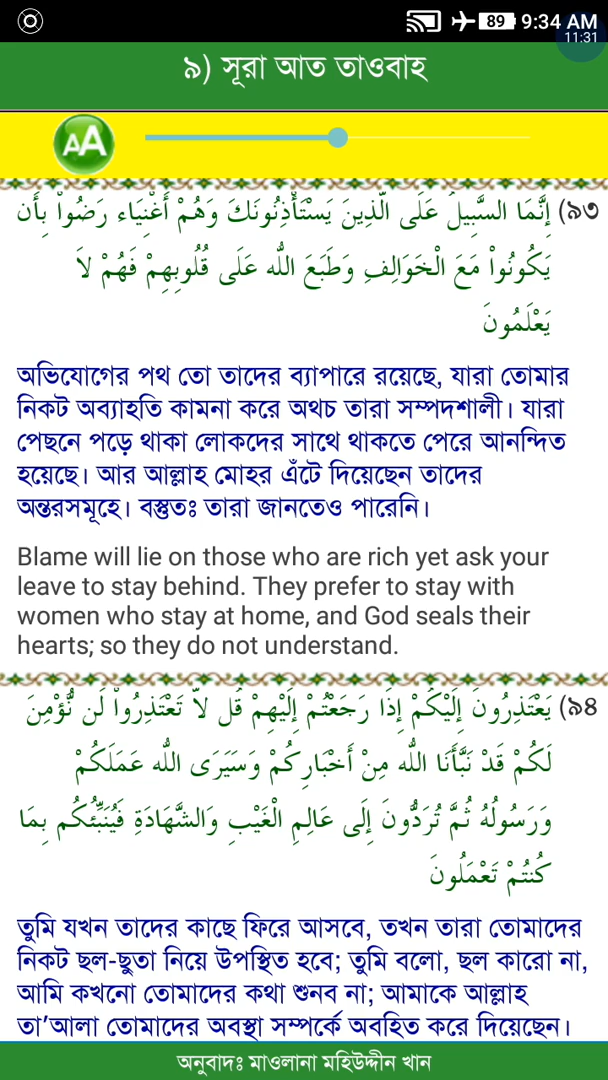 89 9:34 AM
11:31
৯) সূরা আত তাওবাহ
AA
৯৩) إِنَّمَا السَّبِيلُ عَلَى الَّذِينَ يَسْتَأْذِنُونَكَ وَهُمْ أَغْنِيَاء رَضُواْ بِأَن
يَكُونُواْ مَعَ الْخَوَالِفِ وَطَبَعَ اللّه عَلَى قُلُوبِهِمْ فَهُمْ لاَ
يَعْلَمُونَ
অভিযোগের পথ তো তাদের ব্যাপারে রয়েছে, যারা তোমার
নিকট অব্যাহতি কামনা করে অথচ তারা সম্পদশালী। যারা
পেছনে পড়ে থাকা লোকদের সাথে থাকতে পেরে আনন্দিত
হয়েছে। আর আল্লাহ মোহর এঁটে দিয়েছেন তাদের
অন্তরসমূহে। বস্তুতঃ তারা জানতেও পারেনি।
Blame will lie on those who are rich yet ask your
leave to stay behind. They prefer to stay with
women who stay at home, and God seals their
hearts; so they do not understand.
৯৪) يَعْتَذِرُونَ إِلَيْكُمْ إِذَا رَجَعْتُمْ إِلَيْهِمْ قُل لاَّ تَعْتَذِرُواْ لَن نُّؤْمِنَ
لَكُمْ قَدْ نَبَّأَنَا اللّه مِنْ أَخْبَارِكُمْ وَسَيَرَى اللّه عَمَلَكُمْ
وَرَسُولُهُ ثُمَّ تُرَدُّونَ إِلَى عَالِمِ الْغَيْبِ وَالشَّهَادَةِ فَيُنَبِّئُكُم بِمَا
كُنتُمْ تَعْمَلُونَ
তুমি যখন তাদের কাছে ফিরে আসবে, তখন তারা তোমাদের
নিকট ছল-ছুতা নিয়ে উপস্থিত হবে; তুমি বলো, ছল কারো না,
আমি কখনো তোমাদের কথা শুনব না; আমাকে আল্লাহ
তা’আলা তোমাদের অবস্থা সম্পর্কে অবহিত করে দিয়েছেন।
অনুবাদঃ মাওলানা মহিউদ্দীন খান